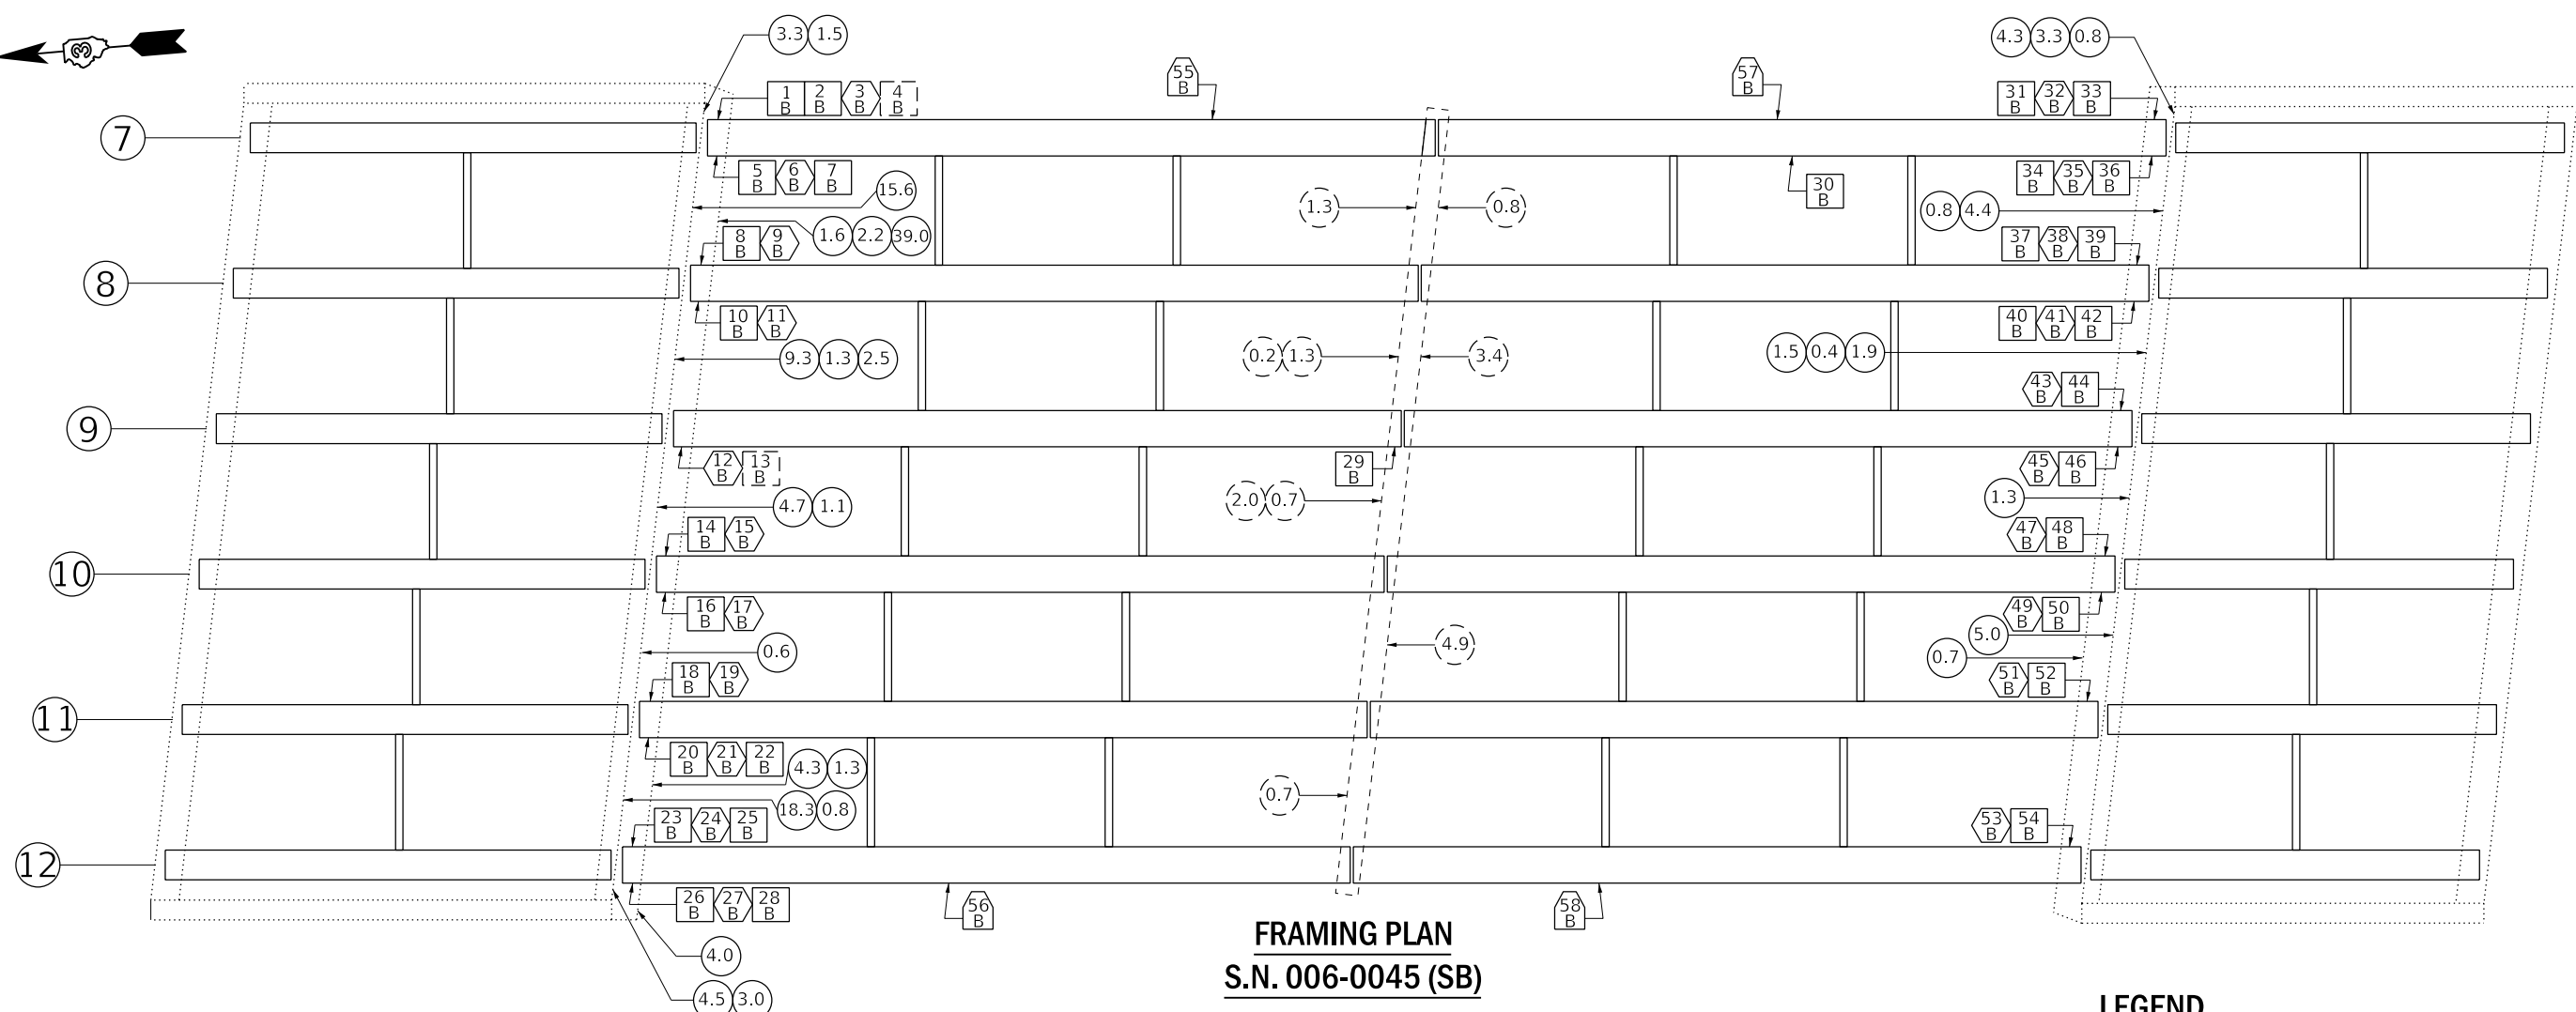 3.3 1.5
4.3 3.3 0.8
55 B
57 B
1 B 2 B 3 B 4 B
31 B 32 B 33 B
7
5 B 6 B 7 B
15.6
1.3
0.8
30 B
34 B 35 B 36 B
0.8 4.4
8 B 9 B
1.6 2.2 39.0
37 B 38 B 39 B
8
10 B 11 B
40 B 41 B 42 B
9.3 1.3 2.5
0.2 1.3
3.4
1.5 0.4 1.9
43 B 44 B
9
12 B 13 B
29 B
45 B 46 B
4.7 1.1
2.0 0.7
1.3
14 B 15 B
47 B 48 B
10
16 B 17 B
49 B 50 B
0.6
4.9
5.0
0.7
18 B 19 B
51 B 52 B
11
20 B 21 B 22 B
4.3 1.3
18.3 0.8
0.7
23 B 24 B 25 B
53 B 54 B
12
26 B 27 B 28 B
56 B
58 B
4.0
4.5 3.0
FRAMING PLAN
S.N. 006-0045 (SB)
LEGEND